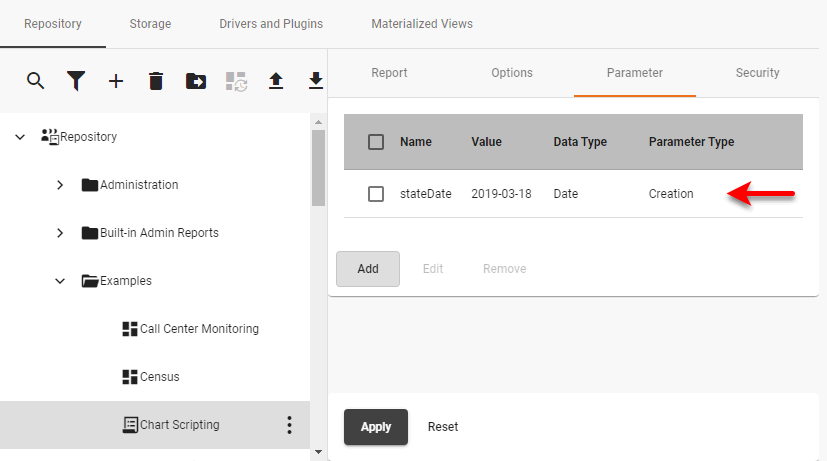 Repository Storage Drivers and Plugins Materialized Views
Report Options Parameter Security
Repository
Administration
Built-in Admin Reports
Examples
Call Center Monitoring
Census
Chart Scripting
Name Value Data Type Parameter Type
stateDate 2019-03-18 Date Creation
Add Edit Remove
Apply Reset